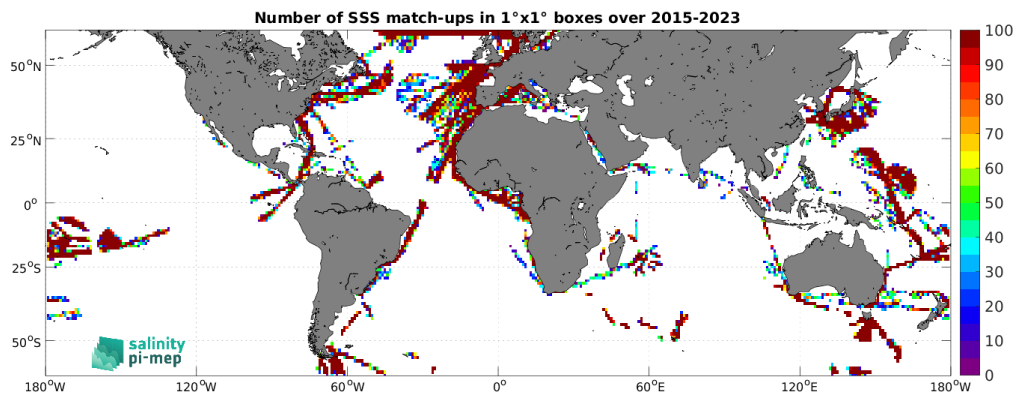 Number of SSS match-ups in 1°x1° boxes over 2015-2023
50°N
25°N
0°
25°S
50°S
180°W
120°W
60°W
0°
60°E
120°E
180°W
100
90
80
70
60
50
40
30
20
10
0
salinity
pi-mep